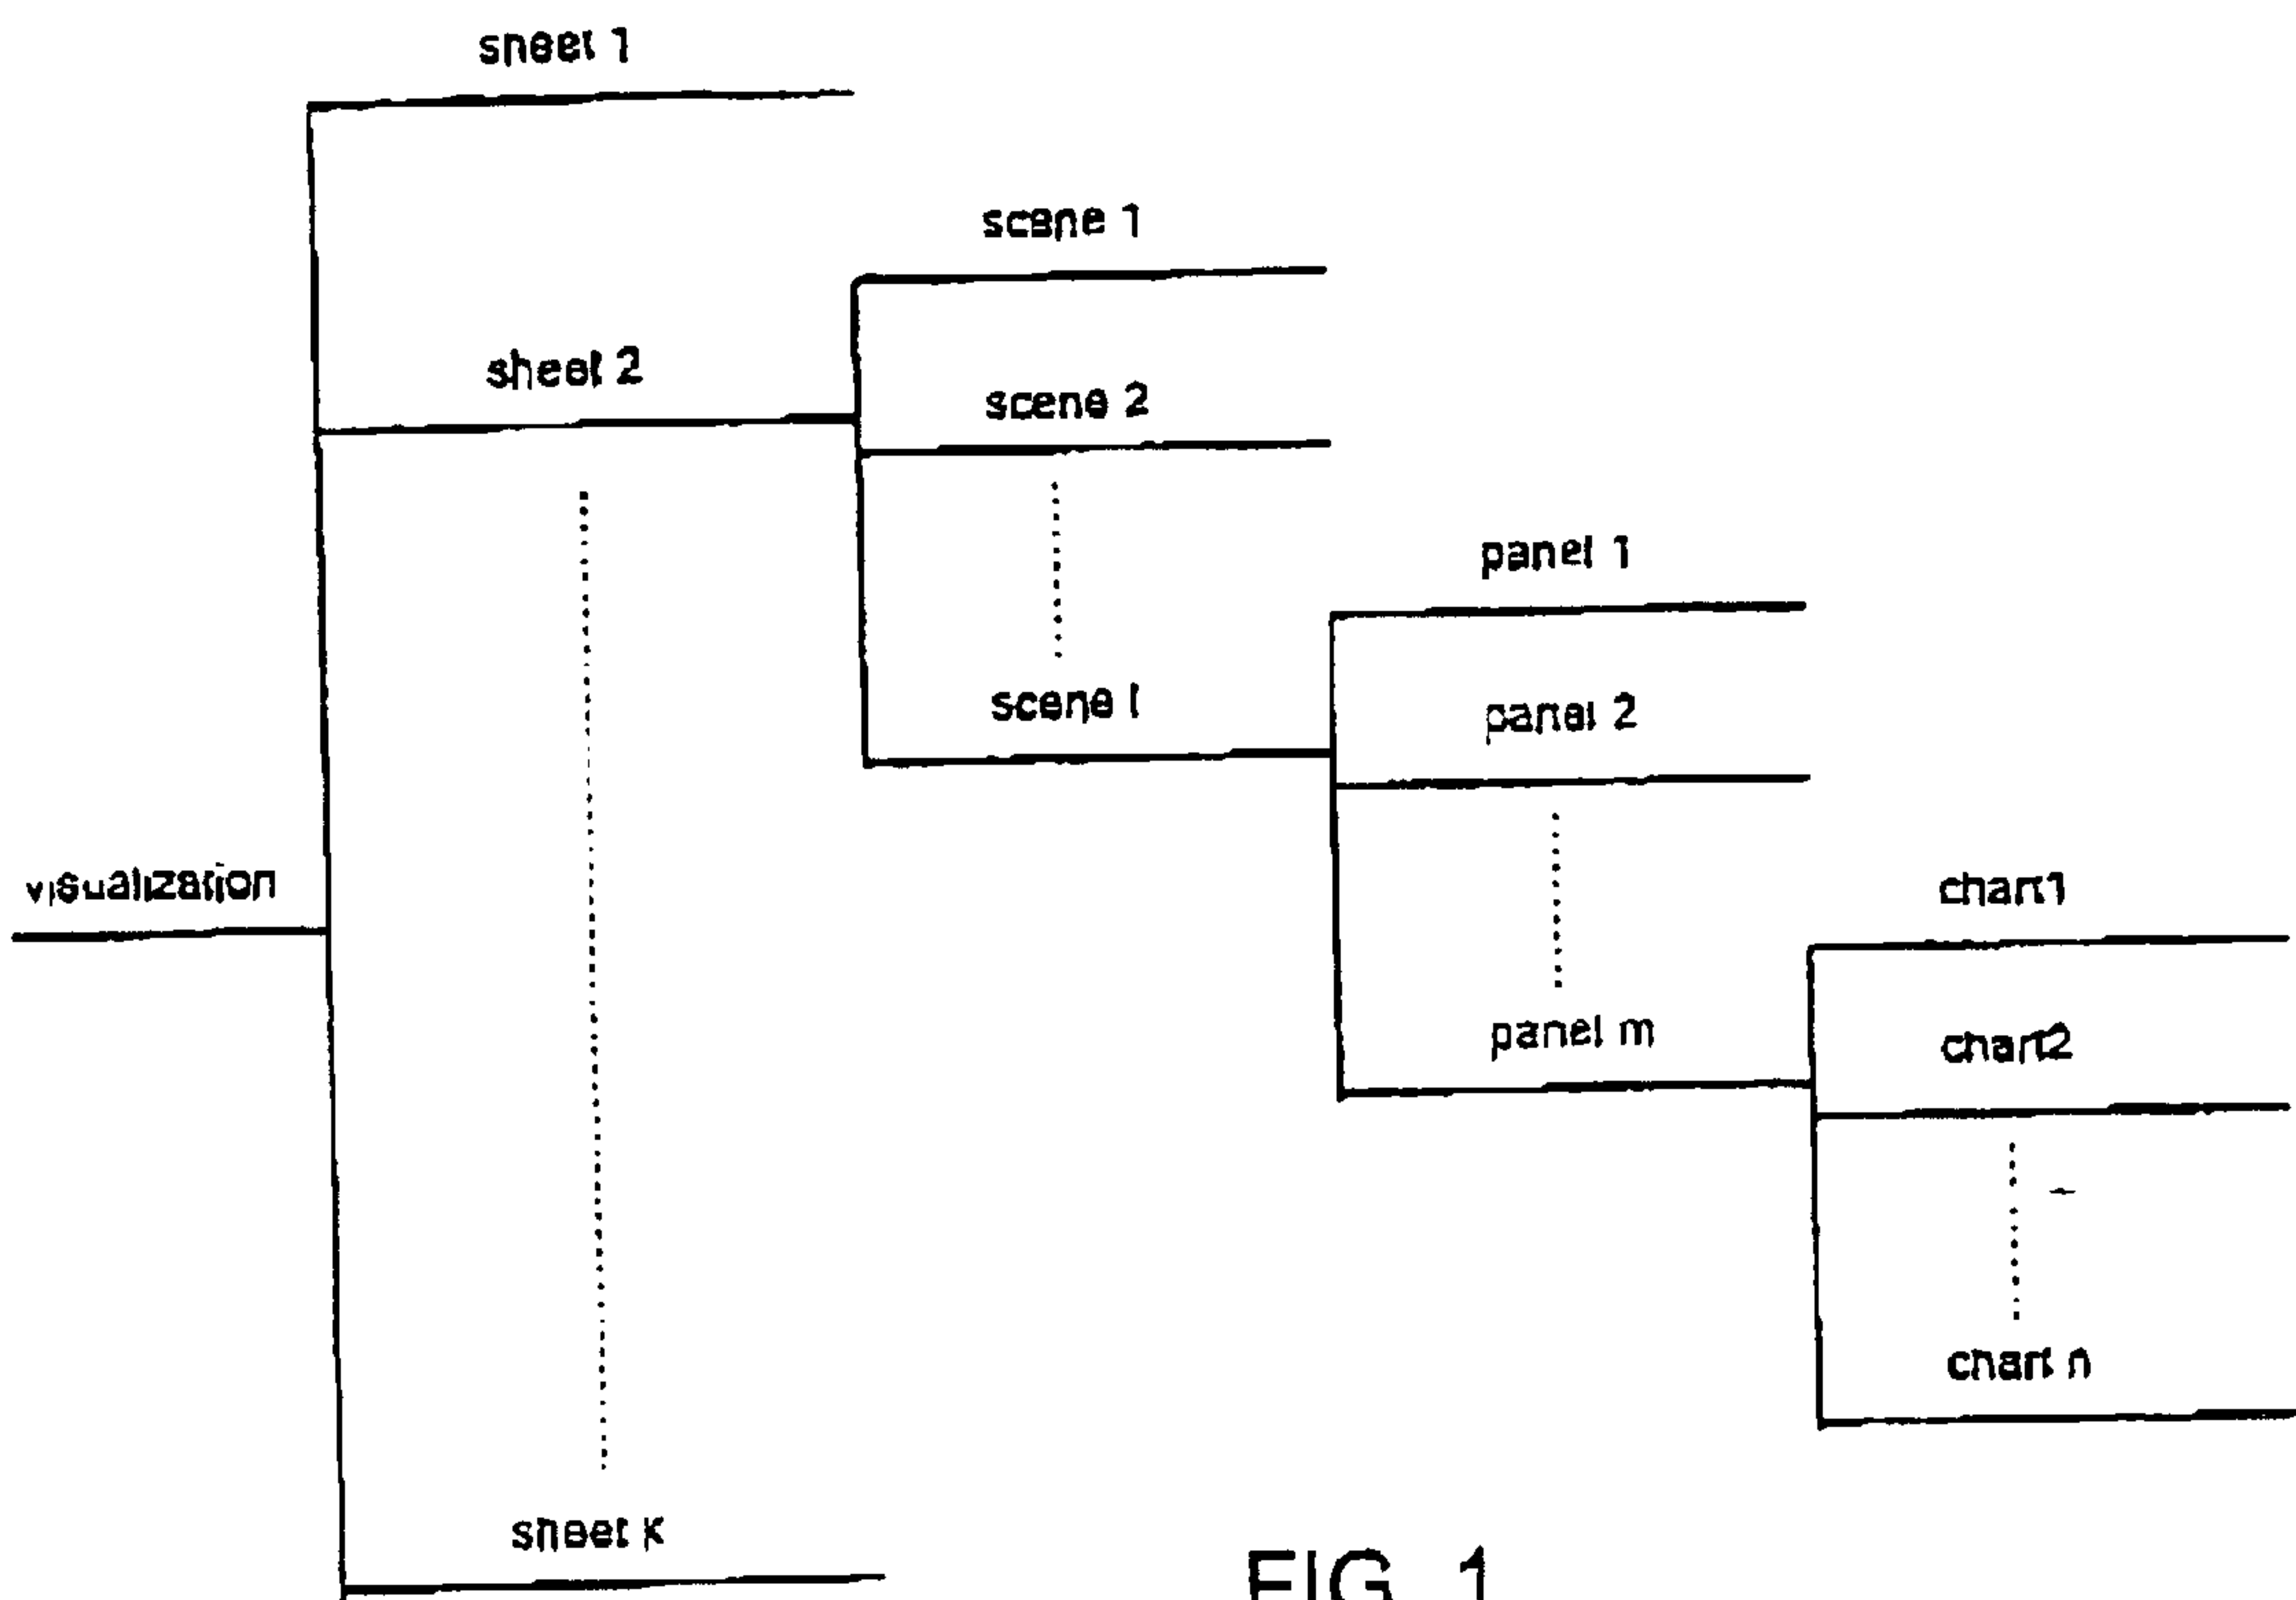 sheet 1
scene 1
sheet 2
scene 2
panel 1
scene l
panel 2
visualization
chart1
panel m
chart2
chart n
sheet k
FIG. 1